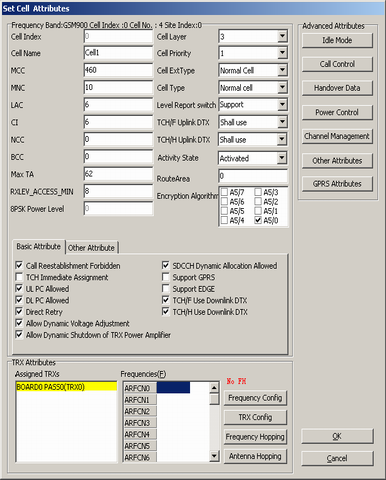 Set Cell Attributes
Frequency Band:GSM900 Cell Index :0 Cell No. : 4 Site Index:0
Cell Index 0
Cell Name Cell1
MCC 460
MNC 10
LAC 6
CI 6
NCC 0
BCC 0
Max TA 62
RXLEV_ACCESS_MIN 8
8PSK Power Level 0
Cell Layer 3
Cell Priority 1
Cell ExtType Normal Cell
Cell Type Normal cell
Level Report switch Support
TCH/F Uplink DTX Shall use
TCH/H Uplink DTX Shall use
Activity State Activated
RouteArea 0
Encryption Algorithm
A5/7 A5/3
A5/6 A5/2
A5/5 A5/1
A5/4 A5/0
Advanced Attributes
Idle Mode
Call Control
Handover Data
Power Control
Channel Management
Other Attributes
GPRS Attributes
Basic Attribute Other Attribute
Call Reestablishment Forbidden
TCH Immediate Assignment
UL PC Allowed
DL PC Allowed
Direct Retry
Allow Dynamic Voltage Adjustment
Allow Dynamic Shutdown of TRX Power Amplifier
SDCCH Dynamic Allocation Allowed
Support GPRS
Support EDGE
TCH/F Use Downlink DTX
TCH/H Use Downlink DTX
TRX Attributes
Assigned TRXs
BOARD0 PASS0(TRX0)
Frequencies(F)
ARFCN0
ARFCN1
ARFCN2
ARFCN3
ARFCN4
ARFCN5
ARFCN6
No FH
Frequency Config
TRX Config
Frequency Hopping
Antenna Hopping
OK
Cancel